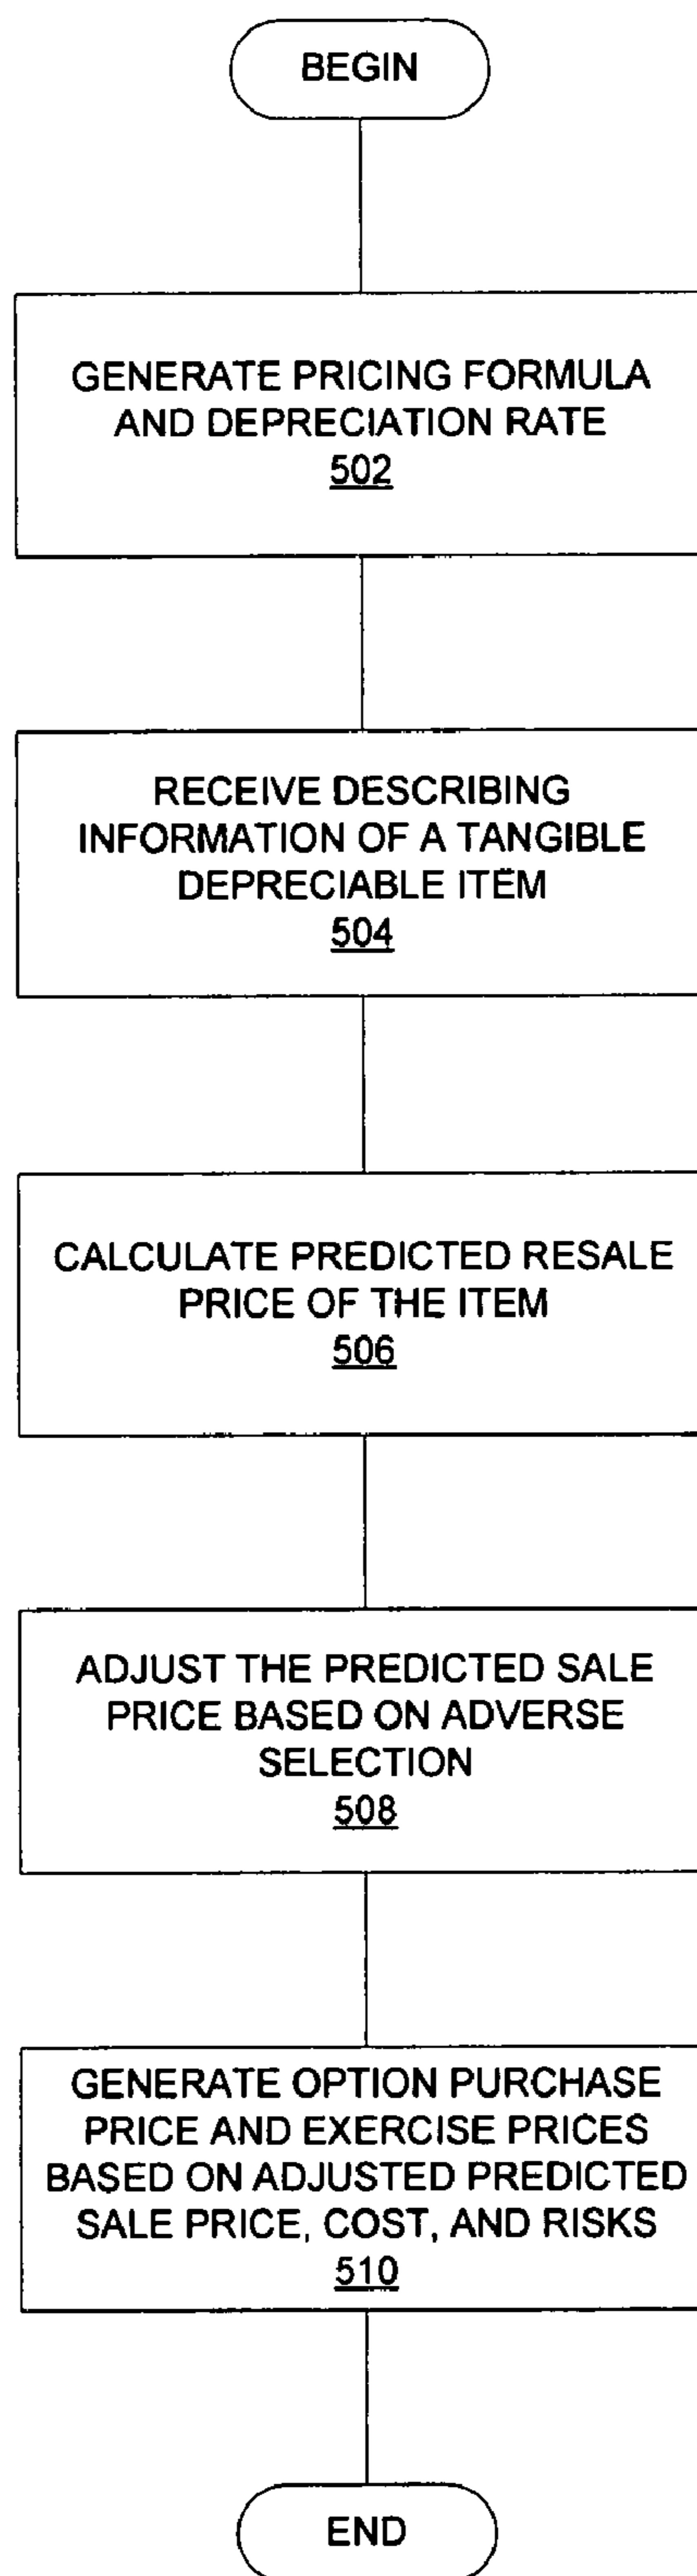 BEGIN
GENERATE PRICING FORMULA
AND DEPRECIATION RATE
502
RECEIVE DESCRIBING
INFORMATION OF A TANGIBLE
DEPRECIABLE ITEM
504
CALCULATE PREDICTED RESALE
PRICE OF THE ITEM
506
ADJUST THE PREDICTED SALE
PRICE BASED ON ADVERSE
SELECTION
508
GENERATE OPTION PURCHASE
PRICE AND EXERCISE PRICES
BASED ON ADJUSTED PREDICTED
SALE PRICE, COST, AND RISKS
510
END